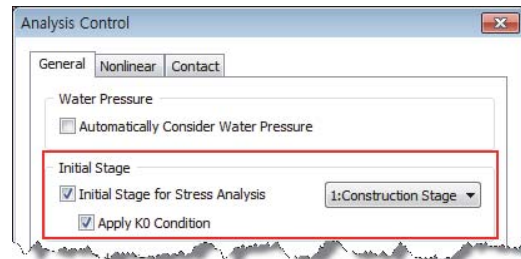 Analysis Control
General Nonlinear Contact
Water Pressure
Automatically Consider Water Pressure
Initial Stage
Initial Stage for Stress Analysis 1:Construction Stage
Apply K0 Condition